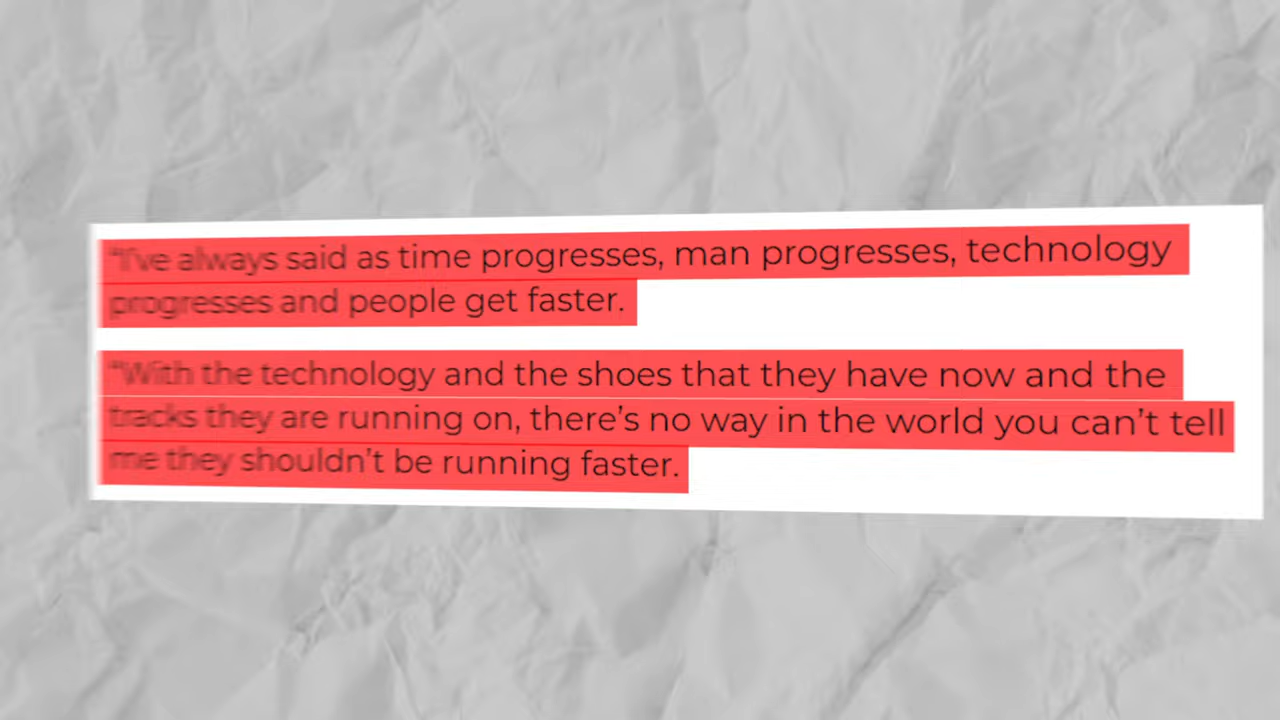 "I've always said as time progresses, man progresses, technology
progresses and people get faster.
"With the technology and the shoes that they have now and the
tracks they are running on, there's no way in the world you can't tell
me they shouldn't be running faster.